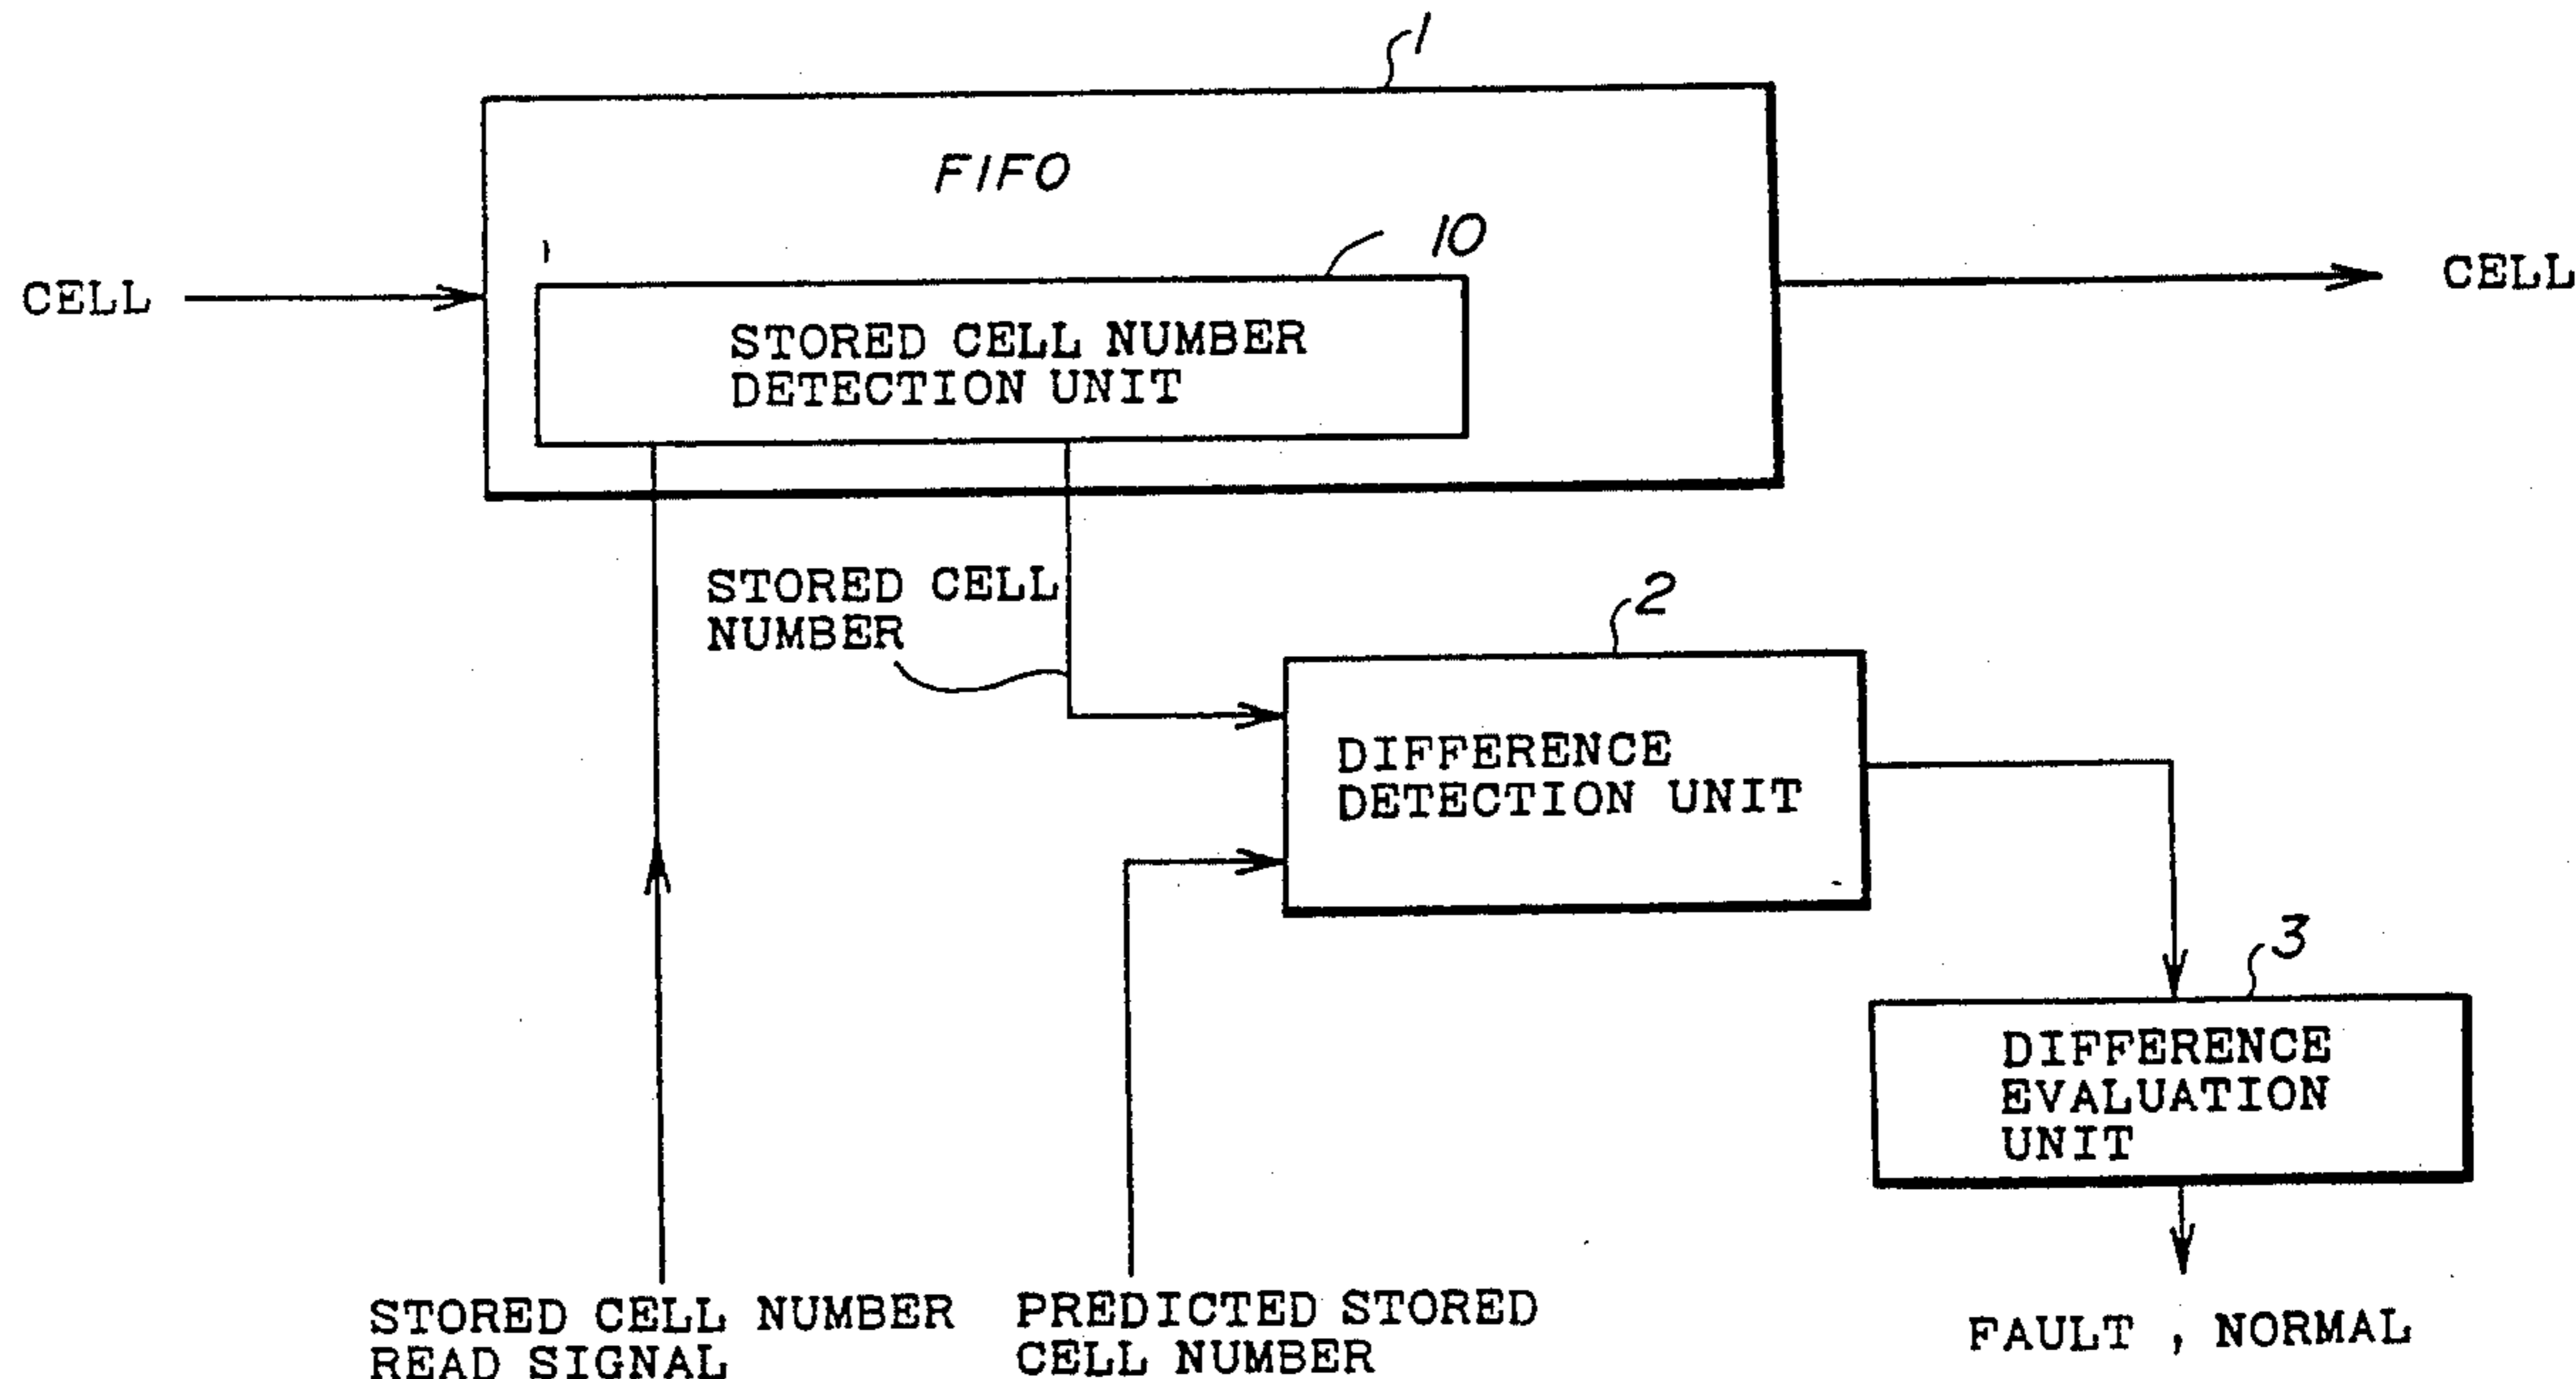 1
FIFO
10
CELL
CELL
STORED CELL NUMBER
DETECTION UNIT
STORED CELL
NUMBER
2
DIFFERENCE
DETECTION UNIT
3
DIFFERENCE
EVALUATION
UNIT
STORED CELL NUMBER
READ SIGNAL
PREDICTED STORED
CELL NUMBER
FAULT , NORMAL